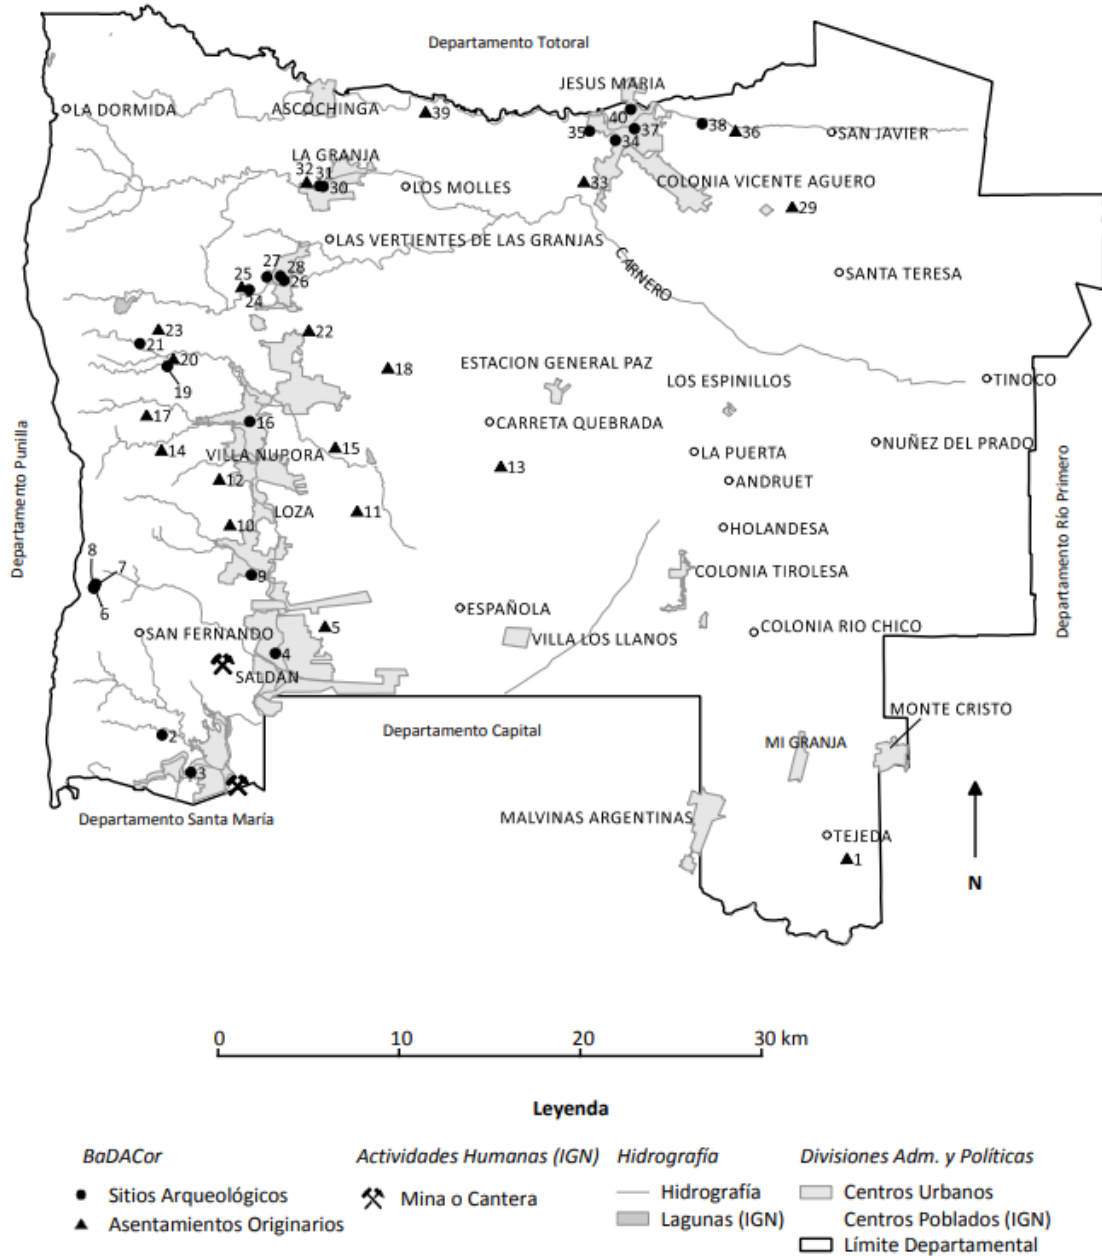 Departamento Totoral
JESUS MARIA
LA DORMIDA
ASCOCHINGA
39
40
35
37
38
36
SAN JAVIER
34
LA GRANJA
32
31
30
LOS MOLLES
33
COLONIA VICENTE AGUERO
29
LAS VERTIENTES DE LAS GRANJAS
CARNERO
27
28
25
26
24
SANTA TERESA
23
22
21
20
19
18
ESTACION GENERAL PAZ
LOS ESPINILLOS
TINOCO
17
16
CARRETA QUEBRADA
NUÑEZ DEL PRADO
14
VILLA ÑUPORA
15
LA PUERTA
13
12
ANDRUET
Departamento Punilla
Departamento Río Primero
10
LOZA
11
HOLANDESA
8
7
6
9
COLONIA TIROLESA
ESPAÑOLA
SAN FERNANDO
5
VILLA LOS LLANOS
COLONIA RIO CHICO
4
SALDAN
MONTE CRISTO
2
Departamento Capital
MI GRANJA
3
Departamento Santa María
MALVINAS ARGENTINAS
TEJEDA
1
N
0 10 20 30 km
Leyenda
BaDACor
Sitios Arqueológicos
Asentamientos Originarios
Actividades Humanas (IGN)
Mina o Cantera
Hidrografía
Hidrografía
Lagunas (IGN)
Divisiones Adm. y Políticas
Centros Urbanos
Centros Poblados (IGN)
Límite Departamental